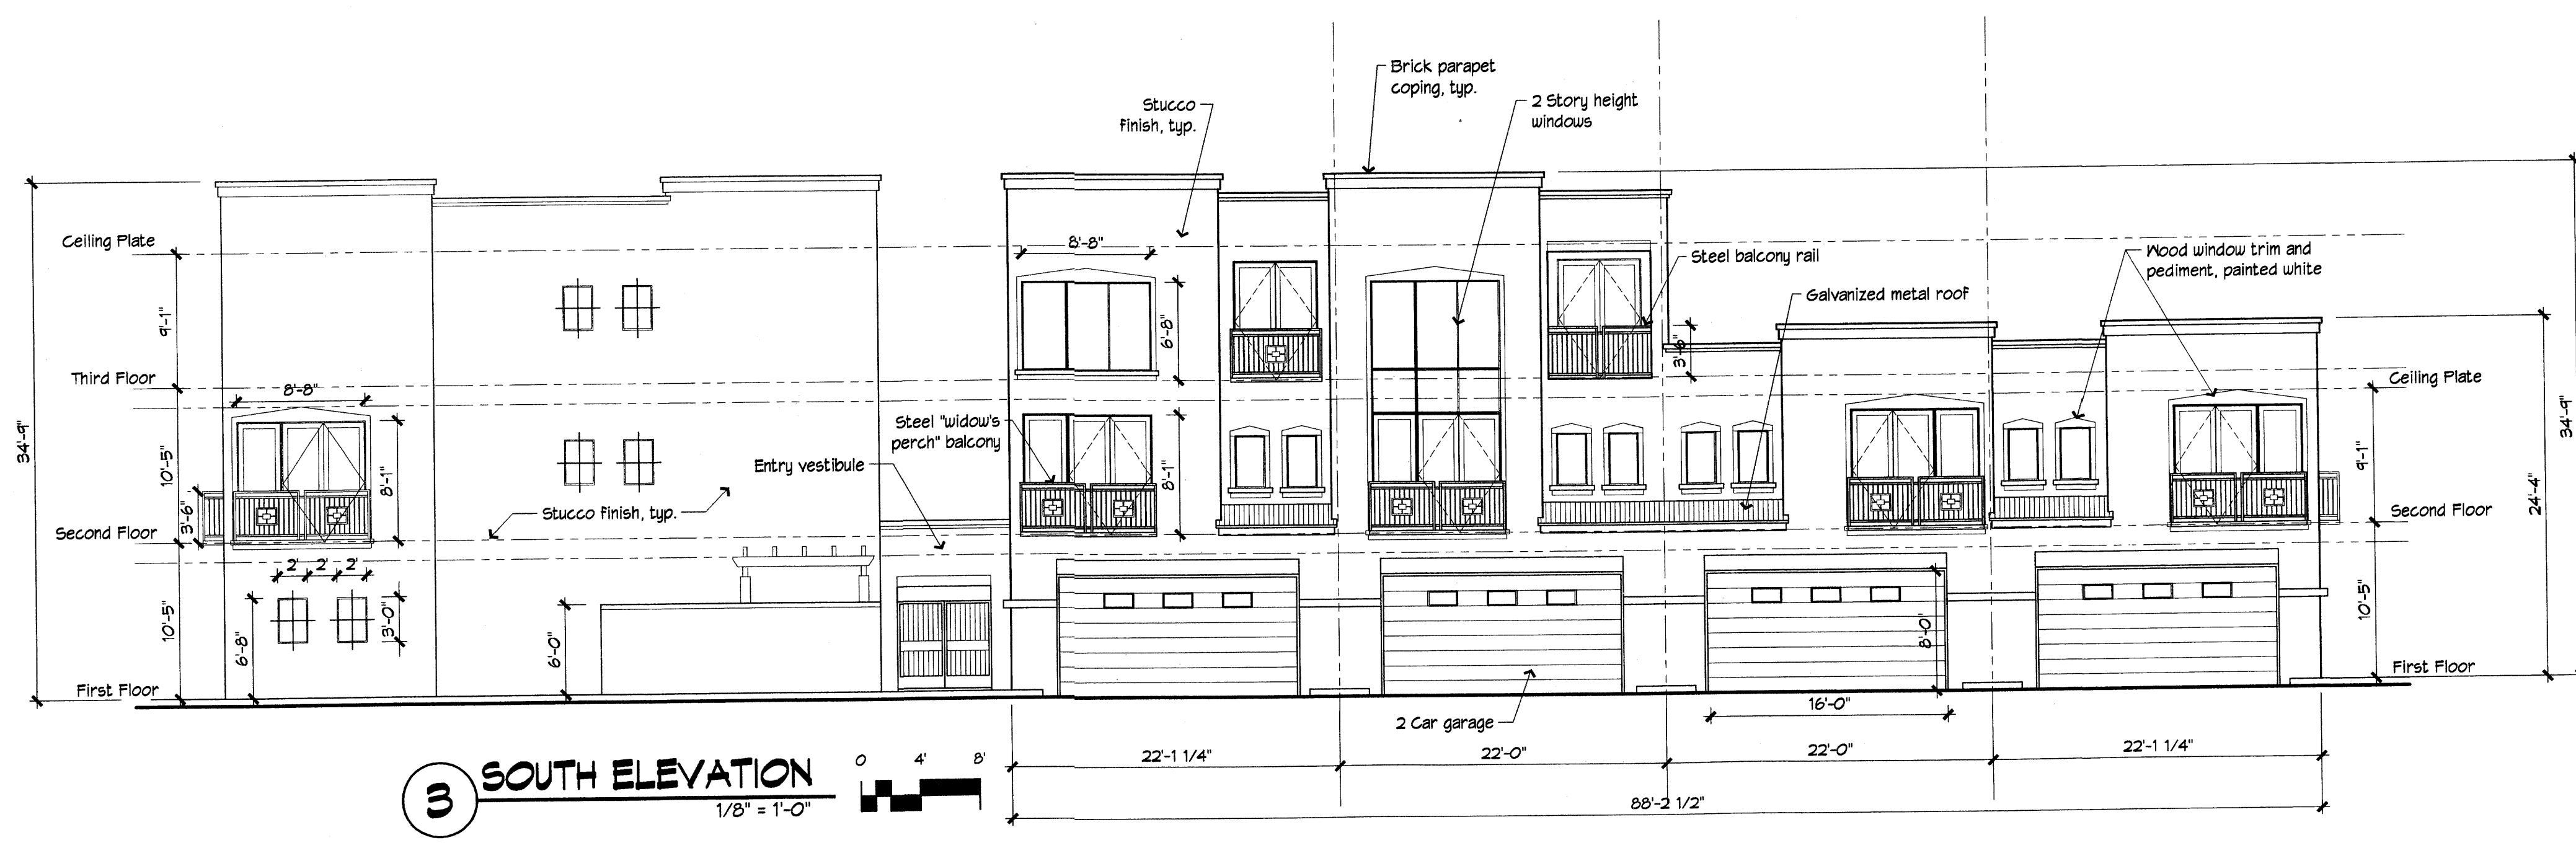 Brick parapet
coping, typ.
Stucco
finish, typ.
2 Story height
windows
Ceiling Plate
8'-8"
Steel balcony rail
Wood window trim and
pediment, painted white
Galvanized metal roof
9'-1"
6'-8"
3'-6"
Third Floor
8'-8"
Ceiling Plate
34'-9"
34'-9"
Steel "widow's
perch" balcony
Entry vestibule
10'-5"
8'-1"
8'-1"
9'-1"
24'-4"
3'-6"
Stucco finish, typ.
Second Floor
Second Floor
2' 2' 2'
10'-5"
6'-8"
3'-0"
6'-0"
8'-0"
10'-5"
First Floor
First Floor
16'-0"
2 Car garage
22'-1 1/4"
22'-0"
22'-0"
22'-1 1/4"
88'-2 1/2"
3
SOUTH ELEVATION
1/8" = 1'-0"
0 4' 8'